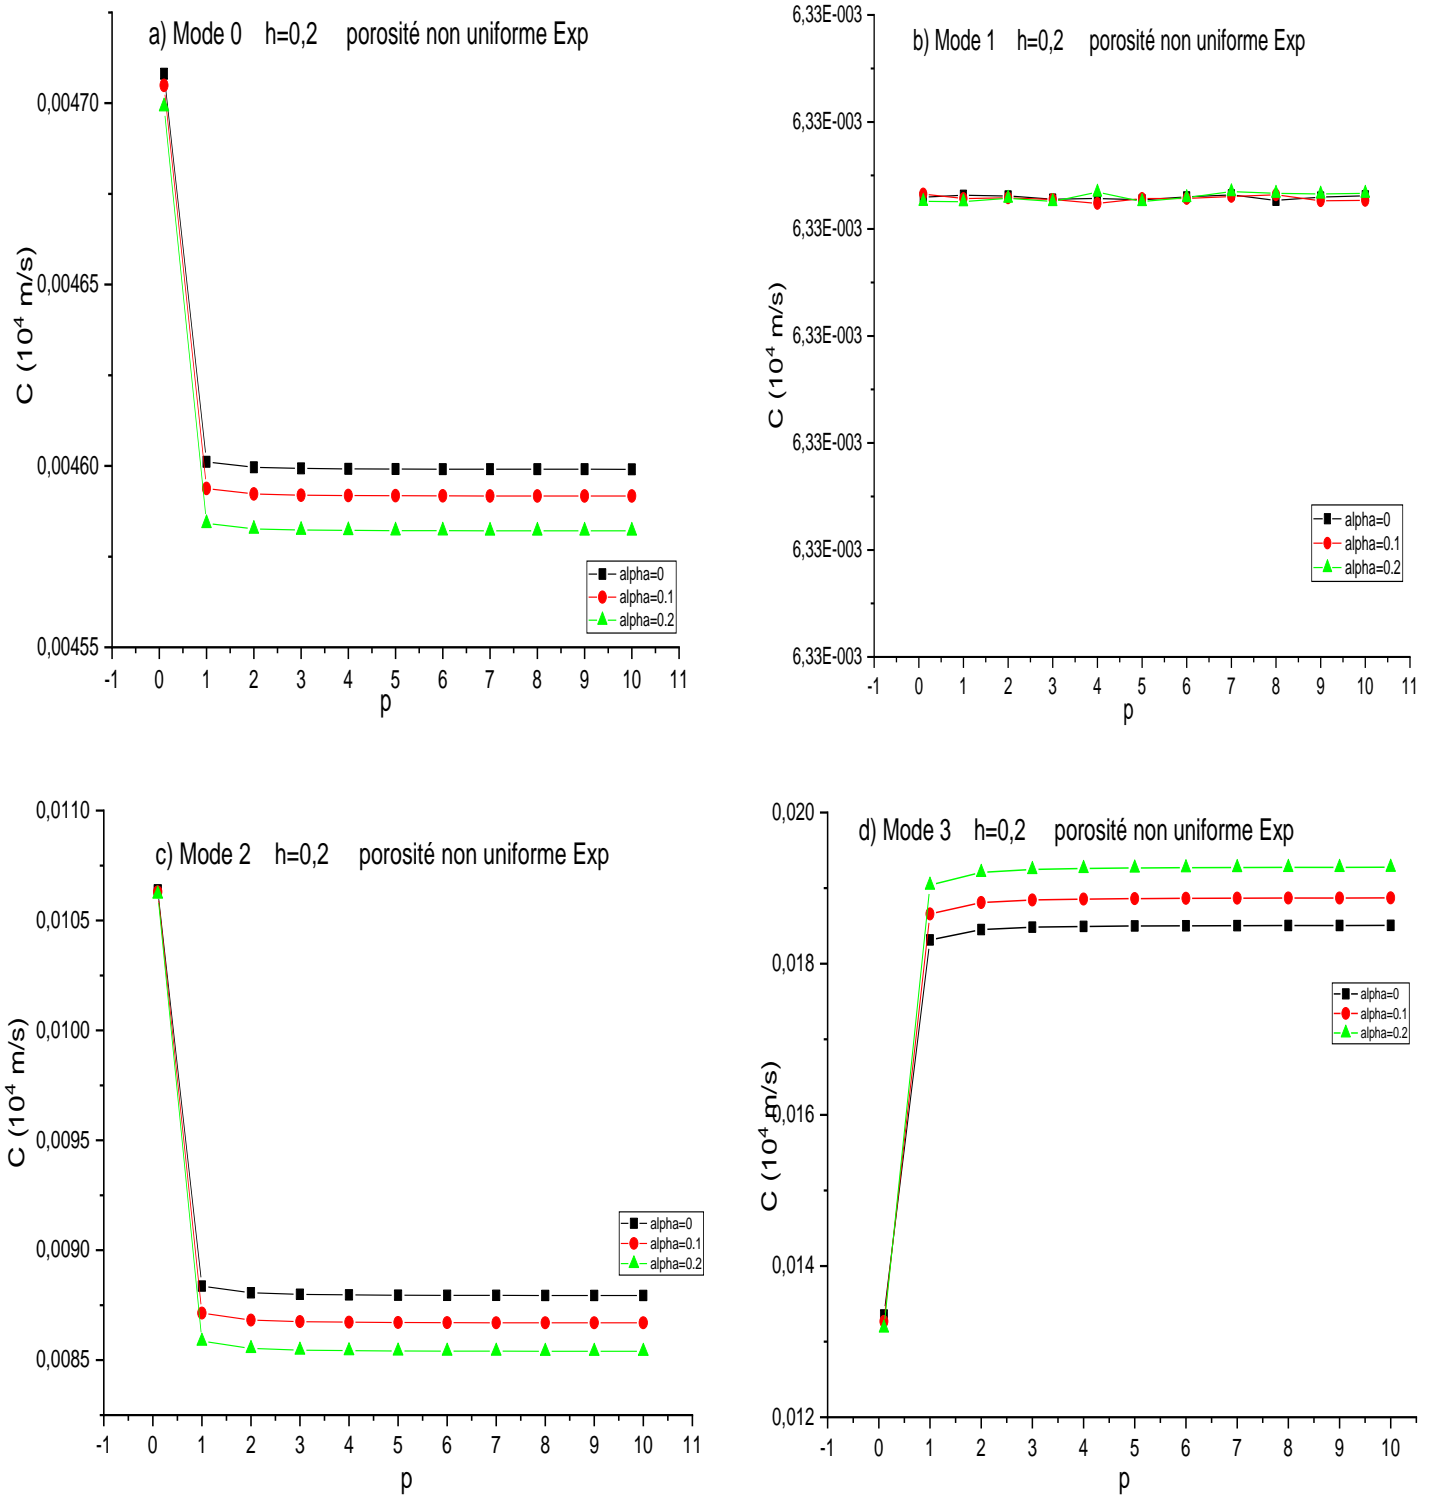 a) Mode 0 h=0,2 porosité non uniforme Exp
0,00470
0,00465
0,00460
0,00455
C (10⁴ m/s)
alpha=0
alpha=0.1
alpha=0.2
-1 0 1 2 3 4 5 6 7 8 9 10 11
p
b) Mode 1 h=0,2 porosité non uniforme Exp
6,33E-003
6,33E-003
6,33E-003
6,33E-003
6,33E-003
6,33E-003
6,33E-003
C (10⁴ m/s)
alpha=0
alpha=0.1
alpha=0.2
-1 0 1 2 3 4 5 6 7 8 9 10 11
p
c) Mode 2 h=0,2 porosité non uniforme Exp
0,0110
0,0105
0,0100
0,0095
0,0090
0,0085
C (10⁴ m/s)
alpha=0
alpha=0.1
alpha=0.2
-1 0 1 2 3 4 5 6 7 8 9 10 11
p
d) Mode 3 h=0,2 porosité non uniforme Exp
0,020
0,018
0,016
0,014
0,012
C (10⁴ m/s)
alpha=0
alpha=0.1
alpha=0.2
-1 0 1 2 3 4 5 6 7 8 9 10
p